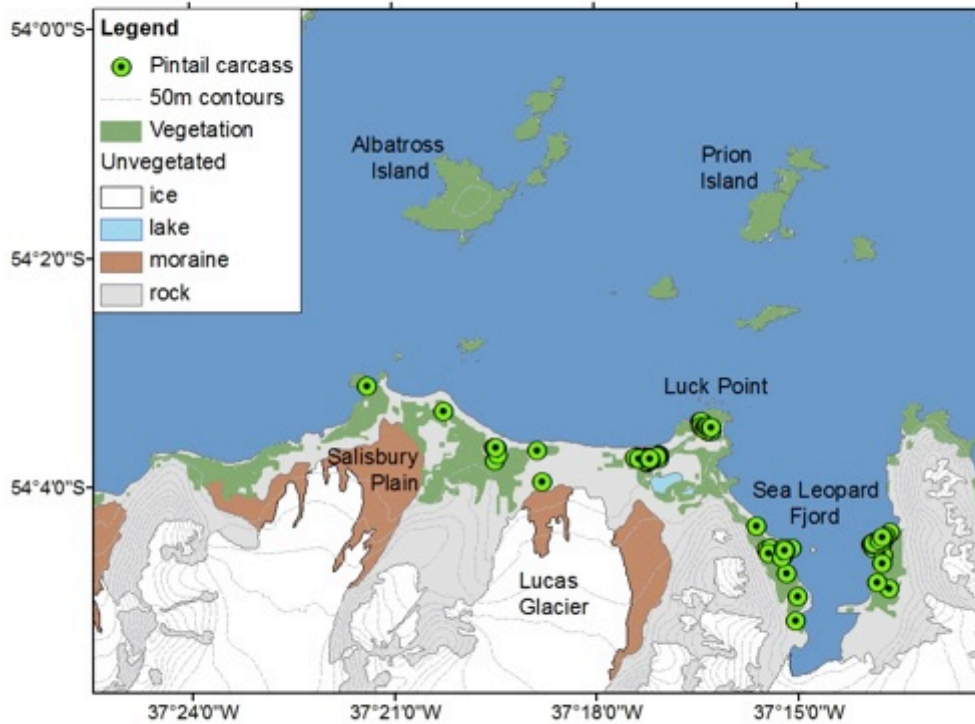 54°0'0"S
Legend
Pintail carcass
50m contours
Vegetation
Unvegetated
ice
lake
moraine
rock
Albatross
Island
Prion
Island
54°2'0"S
Luck Point
Salisbury
Plain
54°4'0"S
Sea Leopard
Fjord
Lucas
Glacier
37°24'0"W
37°21'0"W
37°18'0"W
37°15'0"W